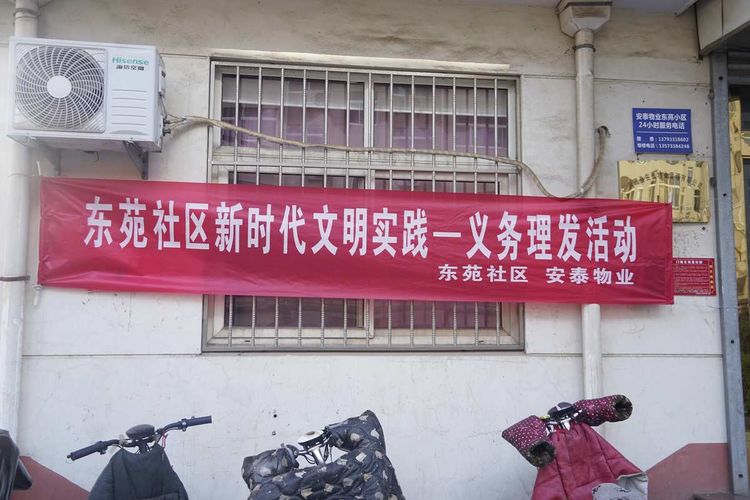 Hisense
海信空调
安泰物业东苑小区
24小时服务电话
东苑社区新时代文明实践—义务理发活动
东苑社区 安泰物业